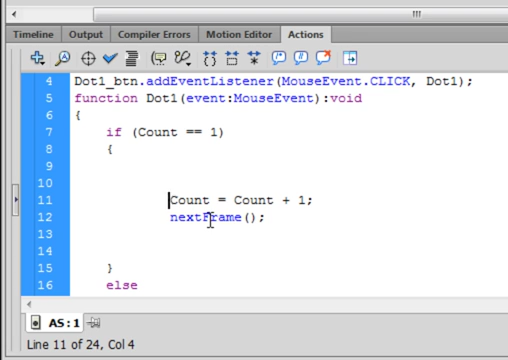 Timeline Output Compiler Errors Motion Editor Actions
4 Dot1_btn.addEventListener(MouseEvent.CLICK, Dot1);
5 function Dot1(event:MouseEvent):void
6 {
7 if (Count == 1)
8 {
9
10
11 Count = Count + 1;
12 nextFrame();
13
14
15 }
16 else
AS:1
Line 11 of 24, Col 4